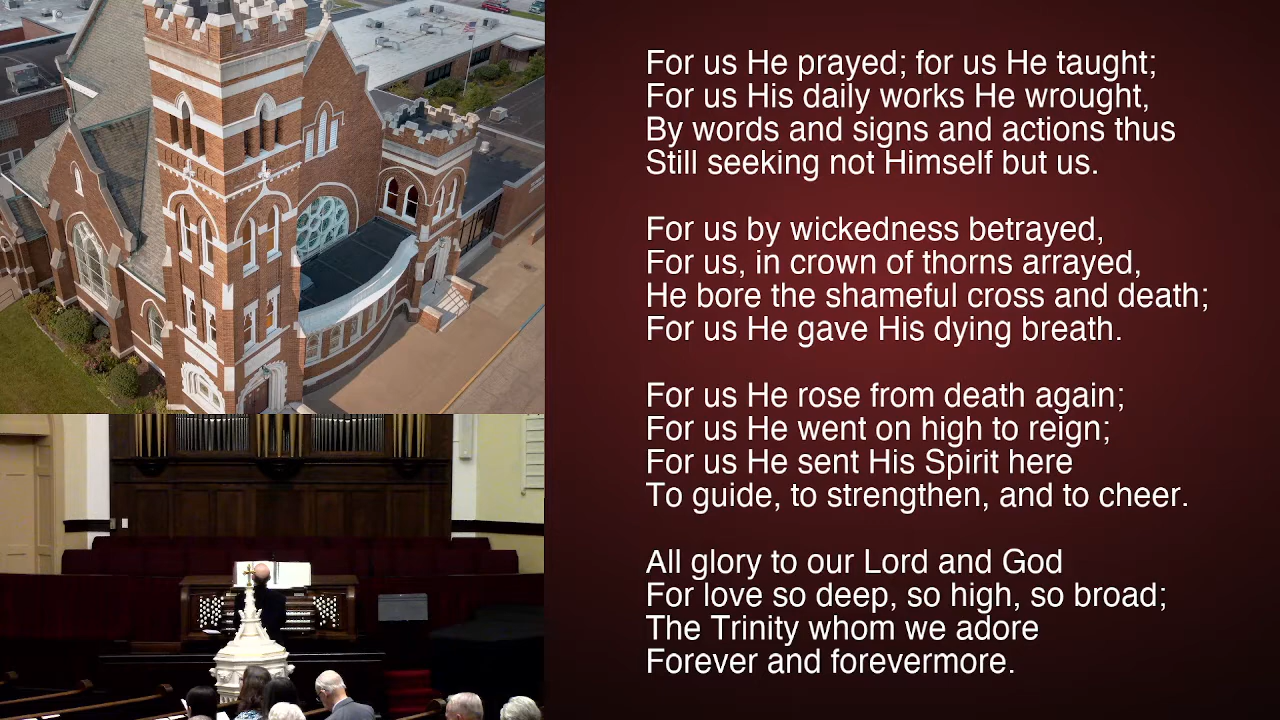 For us He prayed; for us He taught;
For us His daily works He wrought,
By words and signs and actions thus
Still seeking not Himself but us.
For us by wickedness betrayed,
For us, in crown of thorns arrayed,
He bore the shameful cross and death;
For us He gave His dying breath.
For us He rose from death again;
For us He went on high to reign;
For us He sent His Spirit here
To guide, to strengthen, and to cheer.
All glory to our Lord and God
For love so deep, so high, so broad;
The Trinity whom we adore
Forever and forevermore.